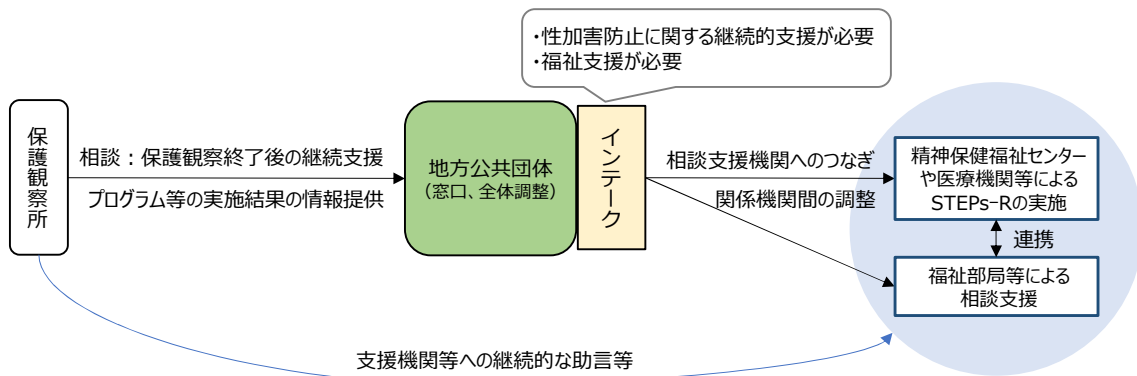 ・性加害防止に関する継続的支援が必要
・福祉支援が必要
保護観察所
相談：保護観察終了後の継続支援
プログラム等の実施結果の情報提供
地方公共団体
（窓口、全体調整）
インテーク
相談支援機関へのつなぎ
関係機関間の調整
精神保健福祉センター
や医療機関等による
STEPs-Rの実施
連携
福祉部局等による
相談支援
支援機関等への継続的な助言等